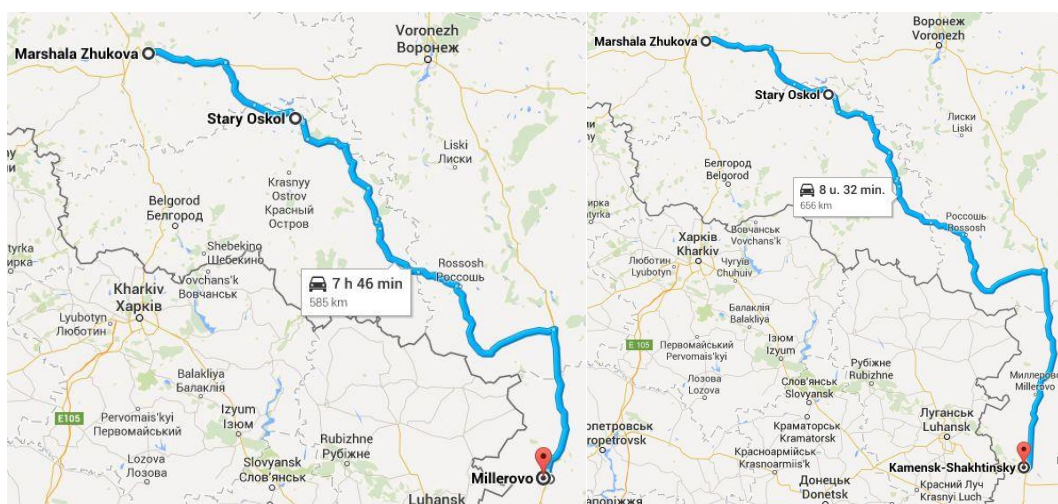 Marshala Zhukova
Voronezh
Воронеж
Stary Oskol
Liski
Лиски
Krasnyy
Ostrov
Красный
Остров
Belgorod
Белгород
Shebekino
Шебекино
Vovchans'k
Вовчанськ
Rossosh
Россошь
7 h 46 min
585 km
Kharkiv
Харків
Lyubotyn
Люботин
Balakliya
Балаклія
E105
Pervomais'kyi
Первомайський
Izyum
Ізюм
Rubizhne
Рубіжне
Lozova
Лозова
Slovyansk
Слов'янськ
Millerovo
Luhansk
Воронеж
Voronezh
Marshala Zhukova
Stary Oskol
Лиски
Liski
Белгород
Belgorod
8 u. 32 min.
656 km
Россошь
Rossosh
Вовчанськ
Vovchans'k
Харків
Kharkiv
Люботин
Lyubotyn
Чугуїв
Chuhuiv
Балаклія
Balakliya
E 105
Первомайський
Pervomais'kyi
Ізюм
Izyum
Рубіжне
Rubizhne
Миллерово
Millerovo
Лозова
Lozova
Слов'янськ
Slovyansk
Луганськ
Luhansk
Краматорськ
Kramatorsk
Красноармійськ
Krasnoarmiis'k
Kamensk-Shakhtinsky
Донецьк
Donetsk
Красний Луч
Krasnyi Luch